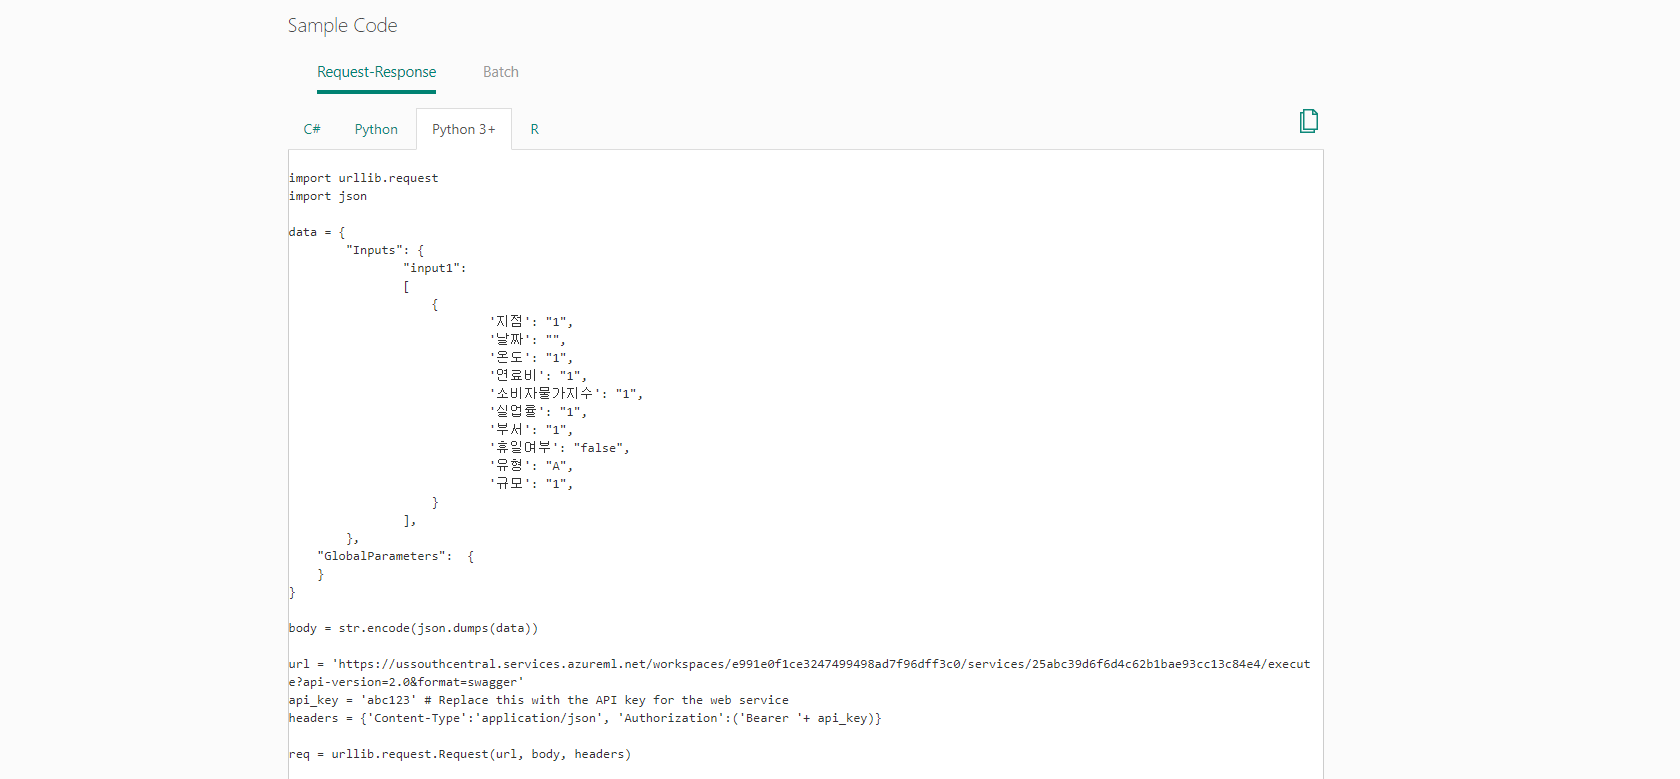 Sample Code
Request-Response Batch
C# Python Python 3+ R
import urllib.request
import json
data = {
"Inputs": {
"input1":
[
{
'지점': "1",
'날짜': "",
'온도': "1",
'연료비': "1",
'소비자물가지수': "1",
'실업률': "1",
'부서': "1",
'휴일여부': "false",
'유형': "A",
'규모': "1",
}
],
},
"GlobalParameters": {
}
}
body = str.encode(json.dumps(data))
url = 'https://ussouthcentral.services.azureml.net/workspaces/e991e0f1ce3247499498ad7f96dff3c0/services/25abc39d6f6d4c62b1bae93cc13c84e4/execut
e?api-version=2.0&format=swagger'
api_key = 'abc123' # Replace this with the API key for the web service
headers = {'Content-Type':'application/json', 'Authorization':('Bearer '+ api_key)}
req = urllib.request.Request(url, body, headers)